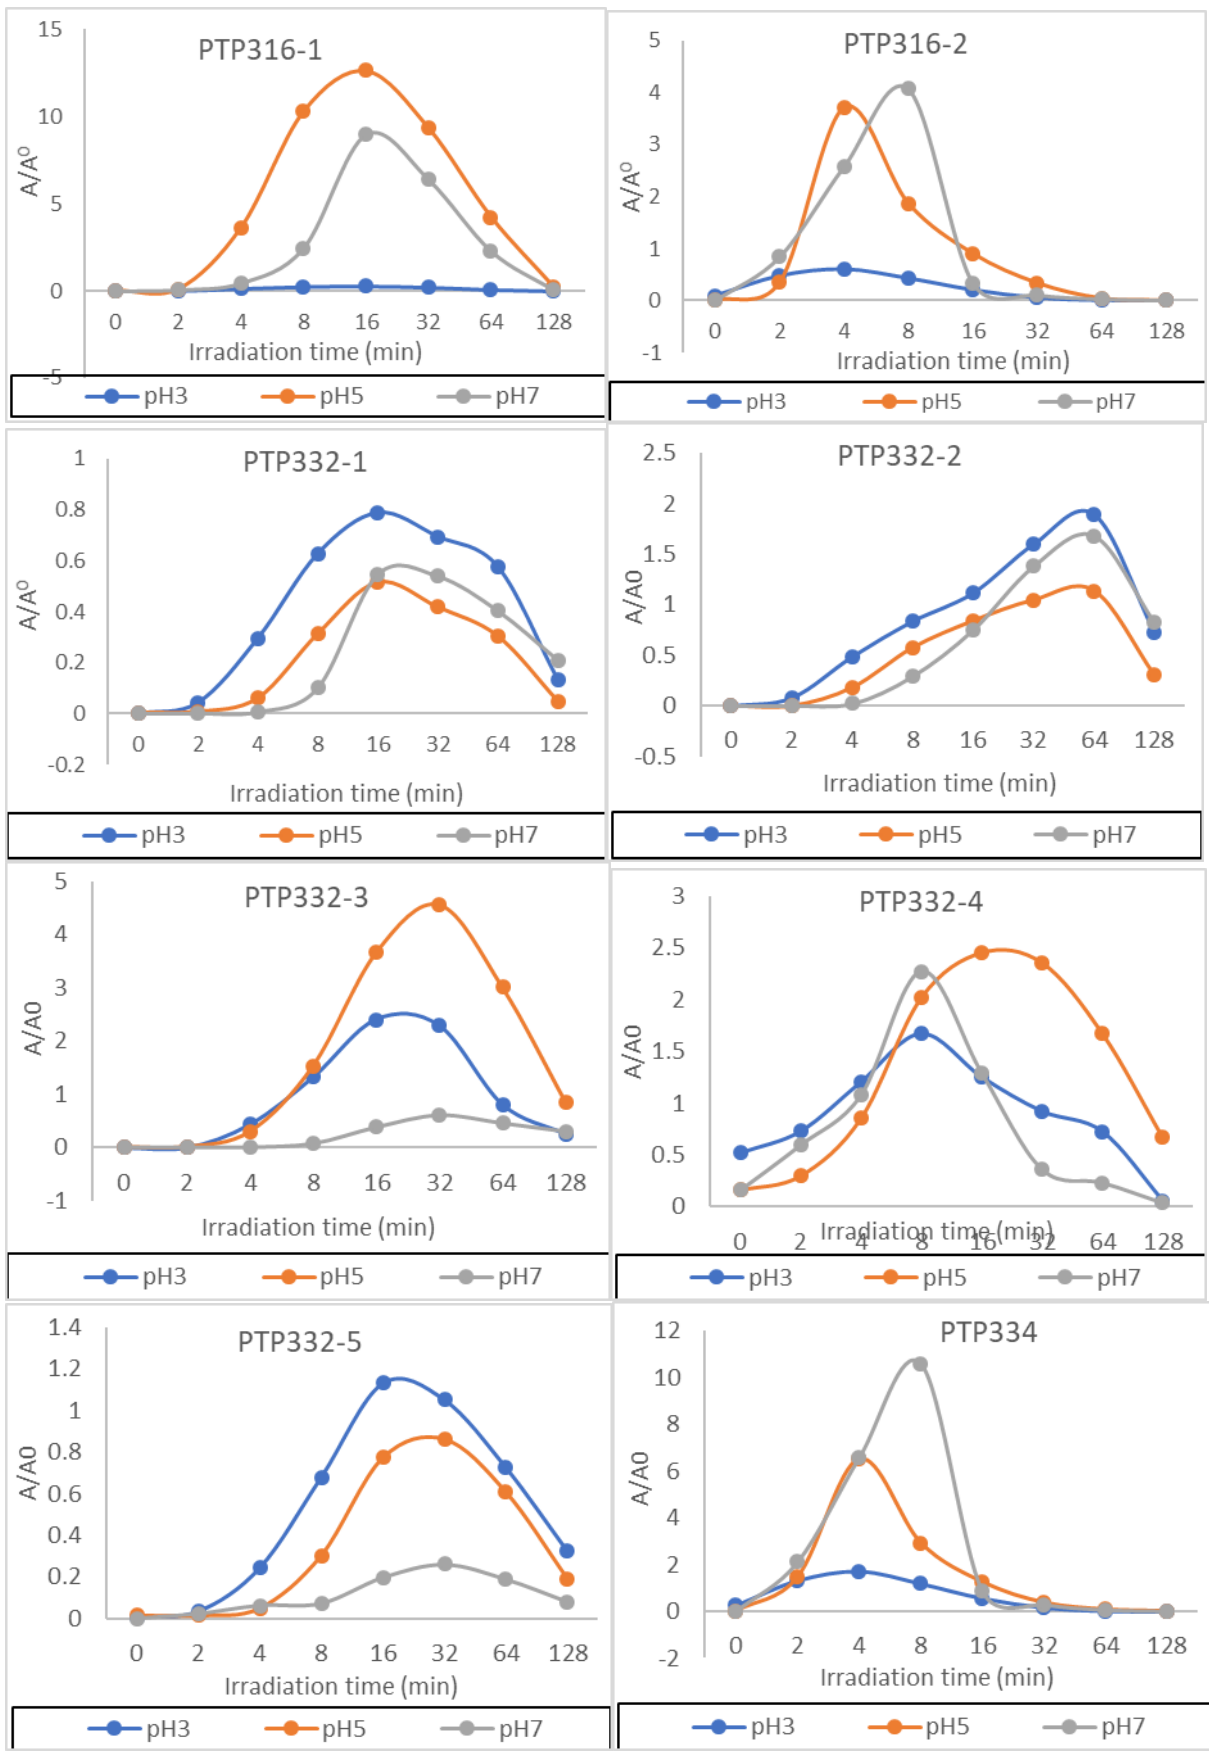 PTP316-1
A/A⁰
15
10
5
0
-5
0 2 4 8 16 32 64 128
Irradiation time (min)
pH3 pH5 pH7
PTP316-2
A/A⁰
5
4
3
2
1
0
-1
0 2 4 8 16 32 64 128
Irradiation time (min)
pH3 pH5 pH7
PTP332-1
A/A⁰
1
0.8
0.6
0.4
0.2
0
-0.2
0 2 4 8 16 32 64 128
Irradiation time (min)
pH3 pH5 pH7
PTP332-2
A/A0
2.5
2
1.5
1
0.5
0
-0.5
0 2 4 8 16 32 64 128
Irradiation time (min)
pH3 pH5 pH7
PTP332-3
A/A0
5
4
3
2
1
0
-1
0 2 4 8 16 32 64 128
Irradiation time (min)
pH3 pH5 pH7
PTP332-4
A/A0
3
2.5
2
1.5
1
0.5
0
Irradiation time (min)
0 2 4 8 16 32 64 128
pH3 pH5 pH7
PTP332-5
A/A0
1.4
1.2
1
0.8
0.6
0.4
0.2
0
0 2 4 8 16 32 64 128
Irradiation time (min)
pH3 pH5 pH7
PTP334
A/A0
12
10
8
6
4
2
0
-2
0 2 4 8 16 32 64 128
Irradiation time (min)
pH3 pH5 pH7